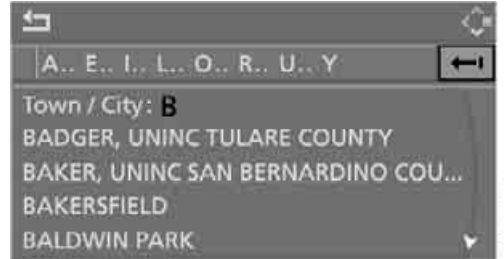 A.. E.. I.. L.. O.. R.. U.. Y
Town / City: B
BADGER, UNINC TULARE COUNTY
BAKER, UNINC SAN BERNARDINO COU...
BAKERSFIELD
BALDWIN PARK